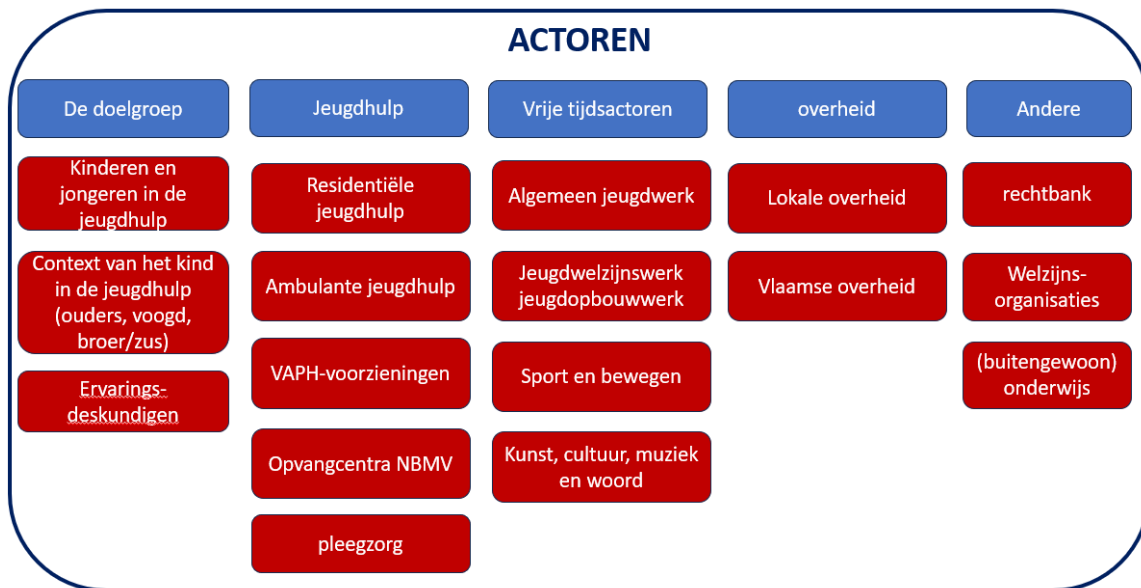 ACTOREN
De doelgroep
Kinderen en
jongeren in de
jeugdhulp
Context van het kind
in de jeugdhulp
(ouders, voogd,
broer/zus)
Ervarings-
deskundigen
Jeugdhulp
Residentiële
jeugdhulp
Ambulante jeugdhulp
VAPH-voorzieningen
Opvangcentra NBMV
pleegzorg
Vrije tijdsactoren
Algemeen jeugdwerk
Jeugdwelzijnswerk
jeugdopbouwwerk
Sport en bewegen
Kunst, cultuur, muziek
en woord
overheid
Lokale overheid
Vlaamse overheid
Andere
rechtbank
Welzijns-
organisaties
(buitengewoon)
onderwijs